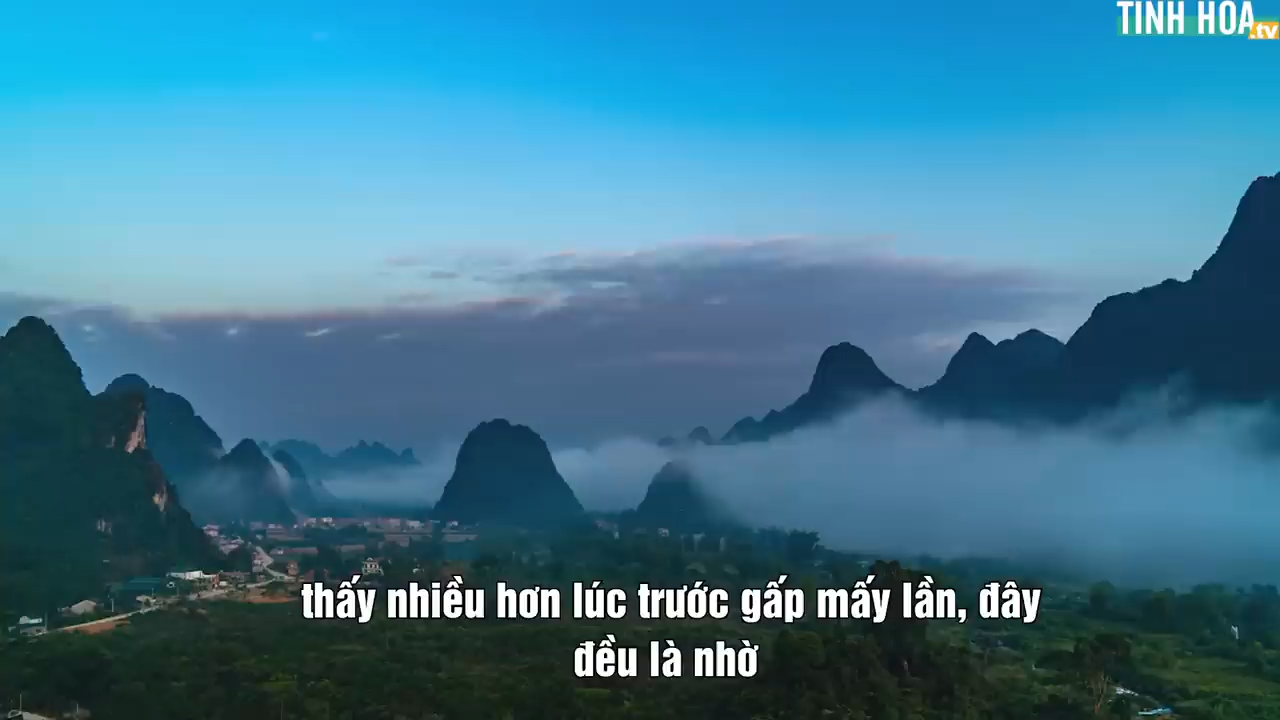 TINH HOA
.tv
thấy nhiều hơn lúc trước gấp mấy lần, đây
đều là nhờ